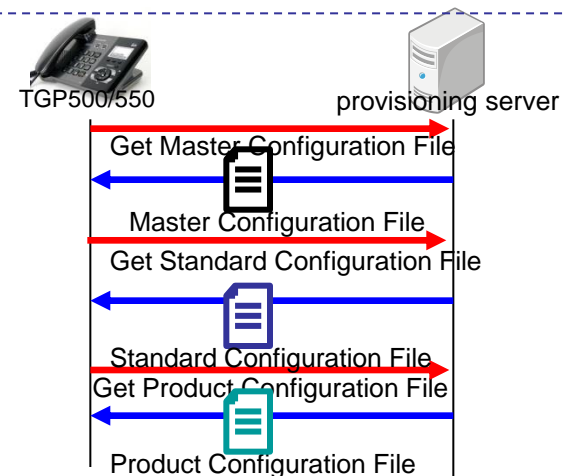 TGP500/550
provisioning server
Get Master Configuration File
Master Configuration File
Get Standard Configuration File
Standard Configuration File
Get Product Configuration File
Product Configuration File